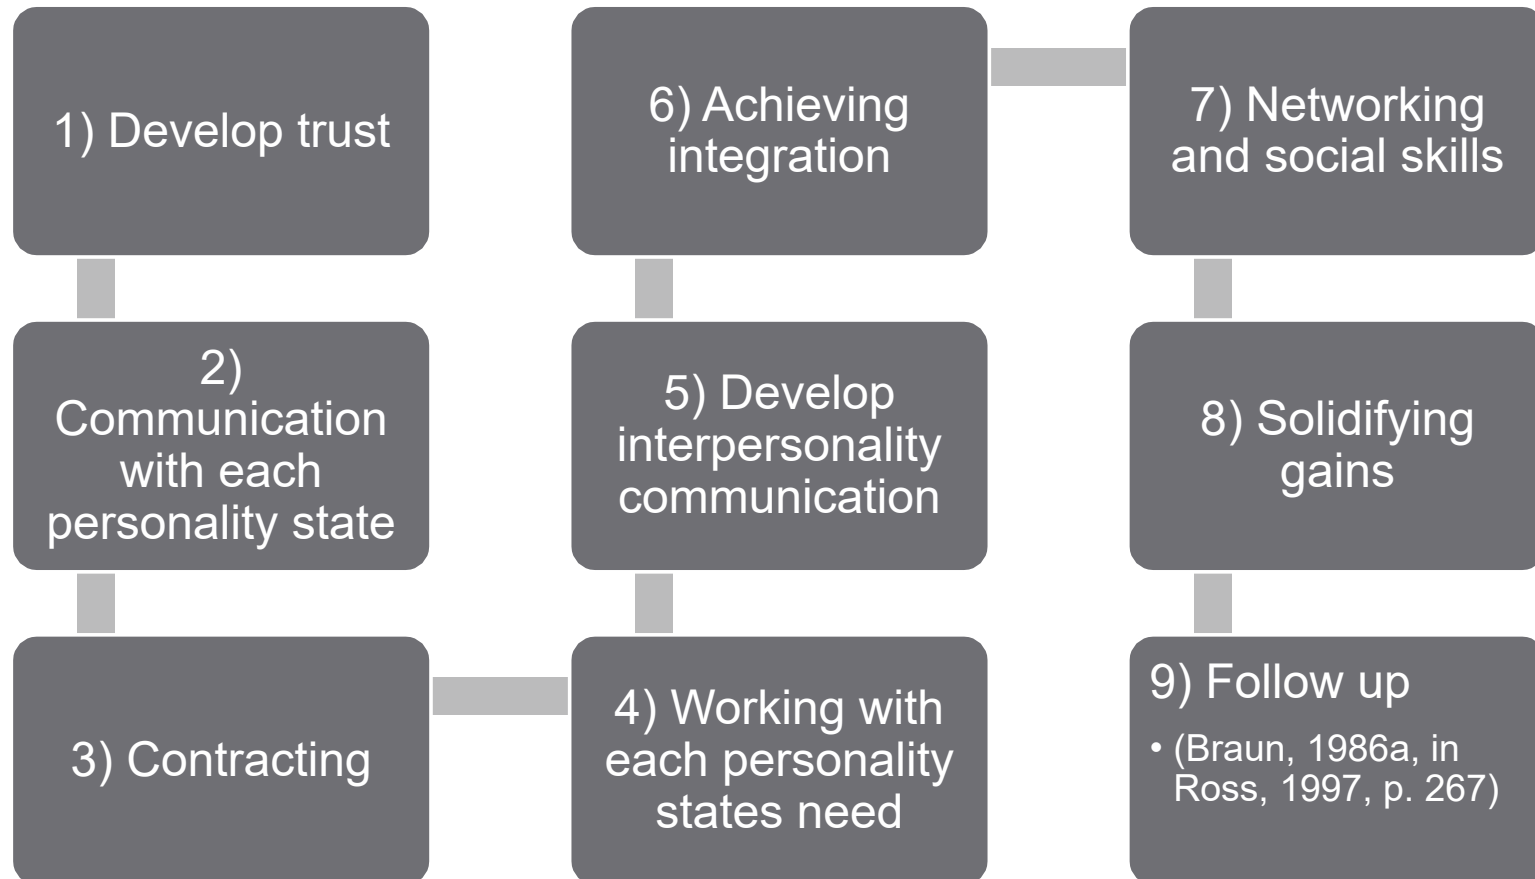 1) Develop trust
2)
Communication
with each
personality state
3) Contracting
4) Working with
each personality
states need
5) Develop
interpersonality
communication
6) Achieving
integration
7) Networking
and social skills
8) Solidifying
gains
9) Follow up
• (Braun, 1986a, in
Ross, 1997, p. 267)